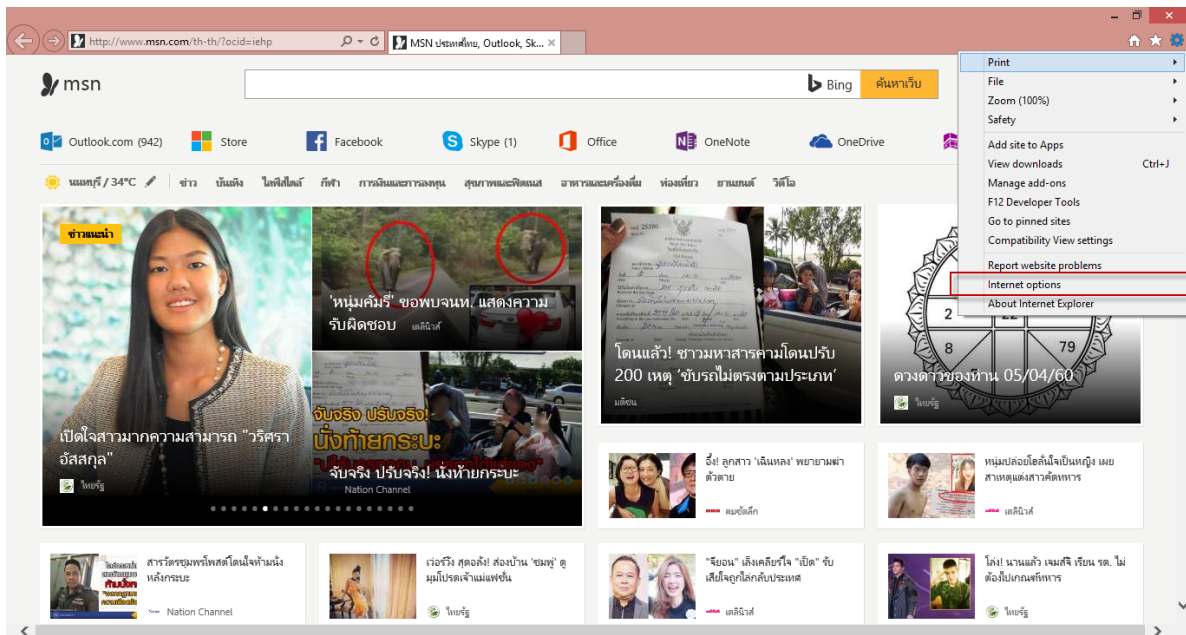 http://www.msn.com/th-th/?ocid=iehp
MSN ประเทศไทย, Outlook, Sk...
msn
Bing
ค้นหาเว็บ
Print
File
Zoom (100%)
Safety
Add site to Apps
View downloads Ctrl+J
Manage add-ons
F12 Developer Tools
Go to pinned sites
Compatibility View settings
Report website problems
Internet options
About Internet Explorer
Outlook.com (942)
Store
Facebook
Skype (1)
Office
OneNote
OneDrive
นนทบุรี / 34°C
ข่าว บันเทิง ไลฟ์สไตล์ กีฬา การเงินและการลงทุน สุขภาพและฟิตเนส อาหารและเครื่องดื่ม ท่องเที่ยว ยานยนต์ วิดีโอ
ข่าวแนะนำ
เปิดใจสาวมากความสามารถ "วริศรา
อัสสกุล"
ไทยรัฐ
'หนุ่มคัมรี่' ขอพบจนท. แสดงความ
รับผิดชอบ เดลินิวส์
จับจริง ปรับจริง!
นั่งท้ายกระบะ
จับจริง ปรับจริง! นั่งท้ายกระบะ
Nation Channel
โดนแล้ว! ชาวมหาสารคามโดนปรับ
200 เหตุ 'ขับรถไม่ตรงตามประเภท'
มติชน
2
22
8
79
ดวงดาวของท่าน 05/04/60
ไทยรัฐ
อึ้ง! ลูกสาว 'เฉินหลง' พยายามฆ่า
ตัวตาย
คมชัดลึก
หนุ่มปล่อยโฮลั่นใจเป็นหญิง เผย
สาเหตุแต่งสาวคัดทหาร
เดลินิวส์
สารวัตรชุมพรโพสต์โดนใจห้ามนั่ง
หลังกระบะ
Nation Channel
เว่อร์วัง สุดอลัง! ส่องบ้าน 'ชมพู่' ดู
มุมโปรดเจ้าแม่แฟชั่น
ไทยรัฐ
"จียอน" เล็งเคลียร์ใจ "เป็ด" รับ
เสียใจถูกไล่กลับประเทศ
เดลินิวส์
โล่ง! นานแล้ว เจมส์จิ เรียน รด. ไม่
ต้องไปเกณฑ์ทหาร
ไทยรัฐ